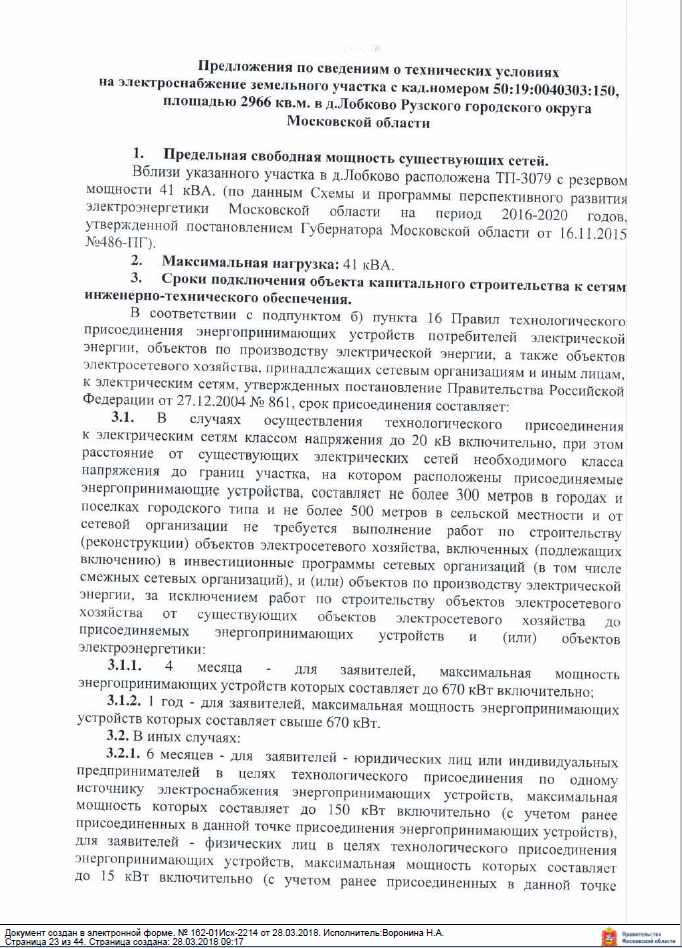 Предложения по сведениям о технических условиях
на электроснабжение земельного участка с кад.номером 50:19:0040303:150,
площадью 2966 кв.м. в д.Лобково Рузского городского округа
Московской области
1. Предельная свободная мощность существующих сетей.
Вблизи указанного участка в д.Лобково расположена ТП-3079 с резервом
мощности 41 кВА. (по данным Схемы и программы перспективного развития
электроэнергетики Московской области на период 2016-2020 годов,
утвержденной постановлением Губернатора Московской области от 16.11.2015
№486-ПГ).
2. Максимальная нагрузка: 41 кВА.
3. Сроки подключения объекта капитального строительства к сетям
инженерно-технического обеспечения.
В соответствии с подпунктом б) пункта 16 Правил технологического
присоединения энергопринимающих устройств потребителей электрической
энергии, объектов по производству электрической энергии, а также объектов
электросетевого хозяйства, принадлежащих сетевым организациям и иным лицам,
к электрическим сетям, утвержденных постановление Правительства Российской
Федерации от 27.12.2004 № 861, срок присоединения составляет:
3.1. В случаях осуществления технологического присоединения
к электрическим сетям классом напряжения до 20 кВ включительно, при этом
расстояние от существующих электрических сетей необходимого класса
напряжения до границ участка, на котором расположены присоединяемые
энергопринимающие устройства, составляет не более 300 метров в городах и
поселках городского типа и не более 500 метров в сельской местности и от
сетевой организации не требуется выполнение работ по строительству
(реконструкции) объектов электросетевого хозяйства, включенных (подлежащих
включению) в инвестиционные программы сетевых организаций (в том числе
смежных сетевых организаций), и (или) объектов по производству электрической
энергии, за исключением работ по строительству объектов электросетевого
хозяйства от существующих объектов электросетевого хозяйства до
присоединяемых энергопринимающих устройств и (или) объектов
электроэнергетики:
3.1.1. 4 месяца - для заявителей, максимальная мощность
энергопринимающих устройств которых составляет до 670 кВт включительно;
3.1.2. 1 год - для заявителей, максимальная мощность энергопринимающих
устройств которых составляет свыше 670 кВт.
3.2. В иных случаях:
3.2.1. 6 месяцев - для заявителей - юридических лиц или индивидуальных
предпринимателей в целях технологического присоединения по одному
источнику электроснабжения энергопринимающих устройств, максимальная
мощность которых составляет до 150 кВт включительно (с учетом ранее
присоединенных в данной точке присоединения энергопринимающих устройств),
для заявителей - физических лиц в целях технологического присоединения
энергопринимающих устройств, максимальная мощность которых составляет
до 15 кВт включительно (с учетом ранее присоединенных в данной точке
Документ создан в электронной форме. № 162-01Исх-2214 от 28.03.2018. Исполнитель:Воронина Н.А.
Страница 23 из 44. Страница создана: 28.03.2018 09:17
Правительство
Московской области